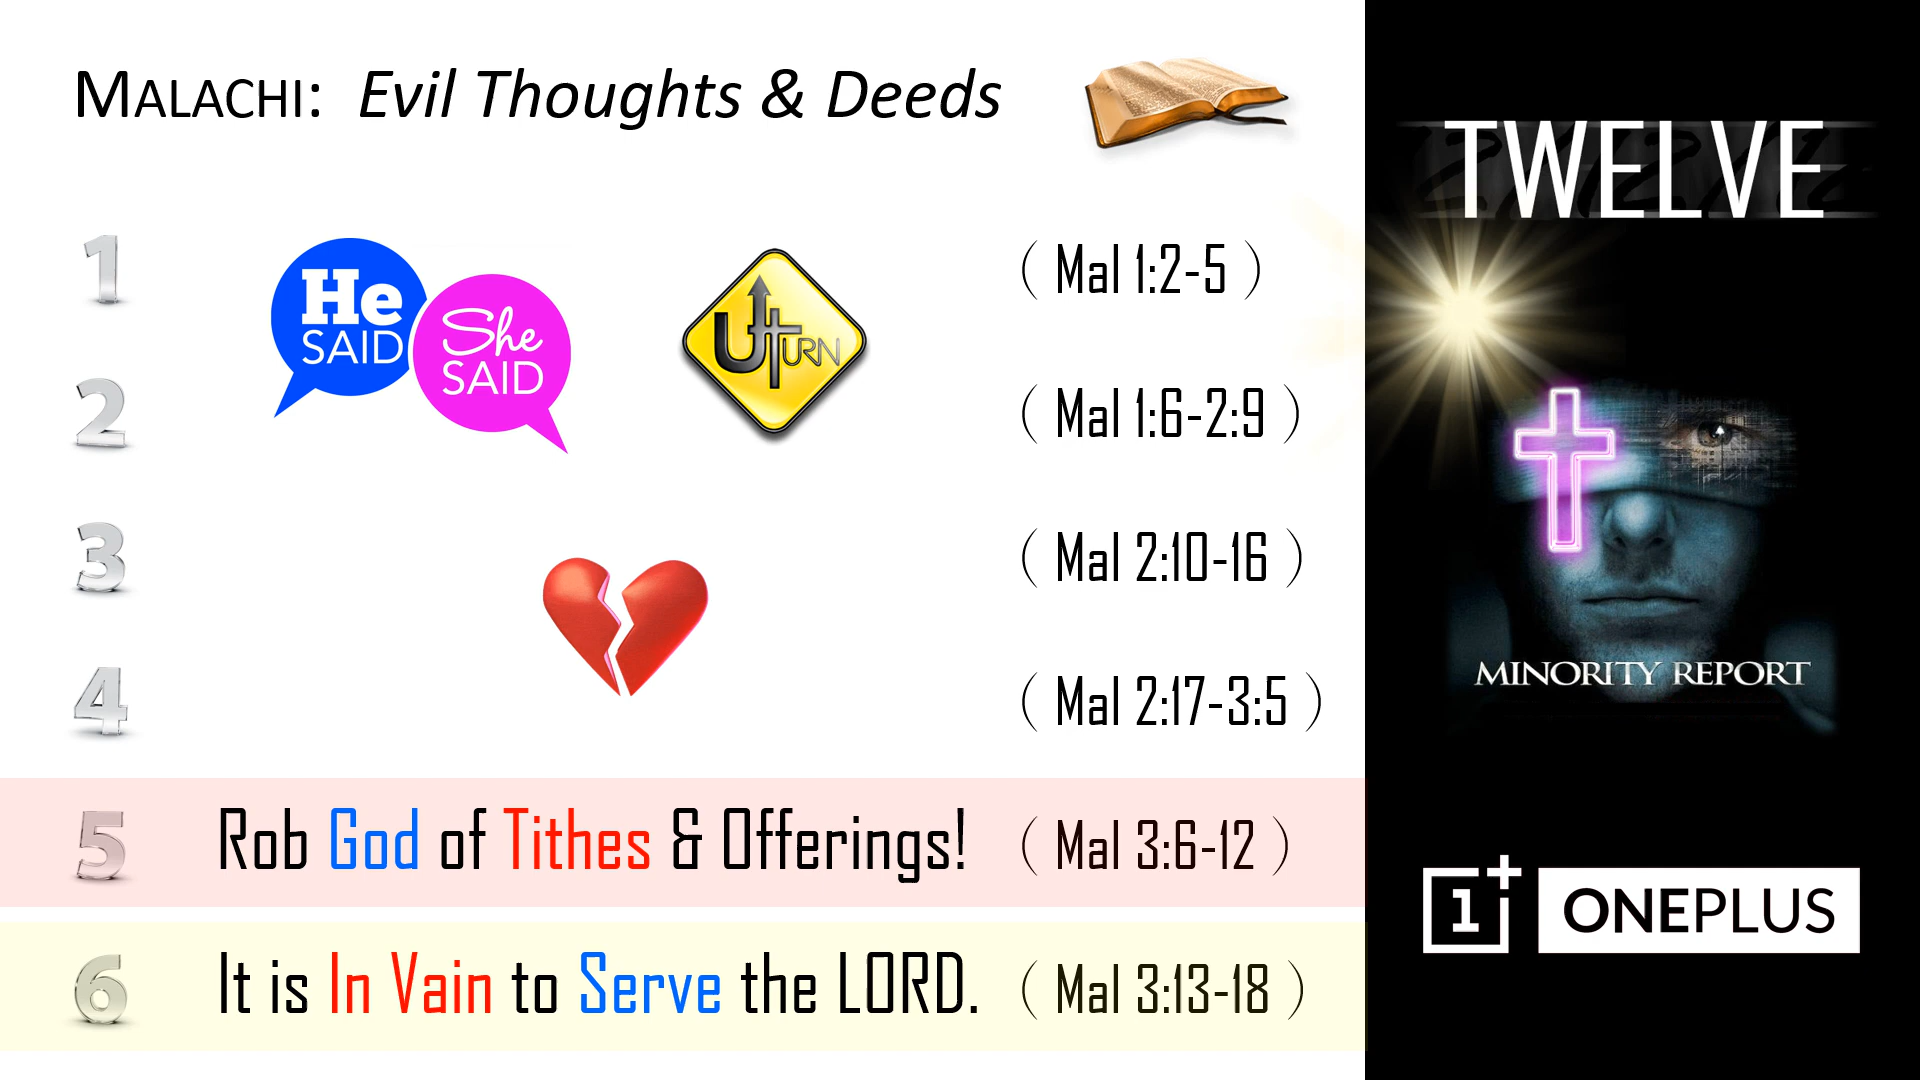 MALACHI: Evil Thoughts & Deeds
1
He SAID
She SAID
U TURN
( Mal 1:2-5 )
2
( Mal 1:6-2:9 )
3
( Mal 2:10-16 )
4
( Mal 2:17-3:5 )
5 Rob God of Tithes & Offerings! ( Mal 3:6-12 )
6 It is In Vain to Serve the LORD. ( Mal 3:13-18 )
TWELVE
MINORITY REPORT
1+ ONEPLUS